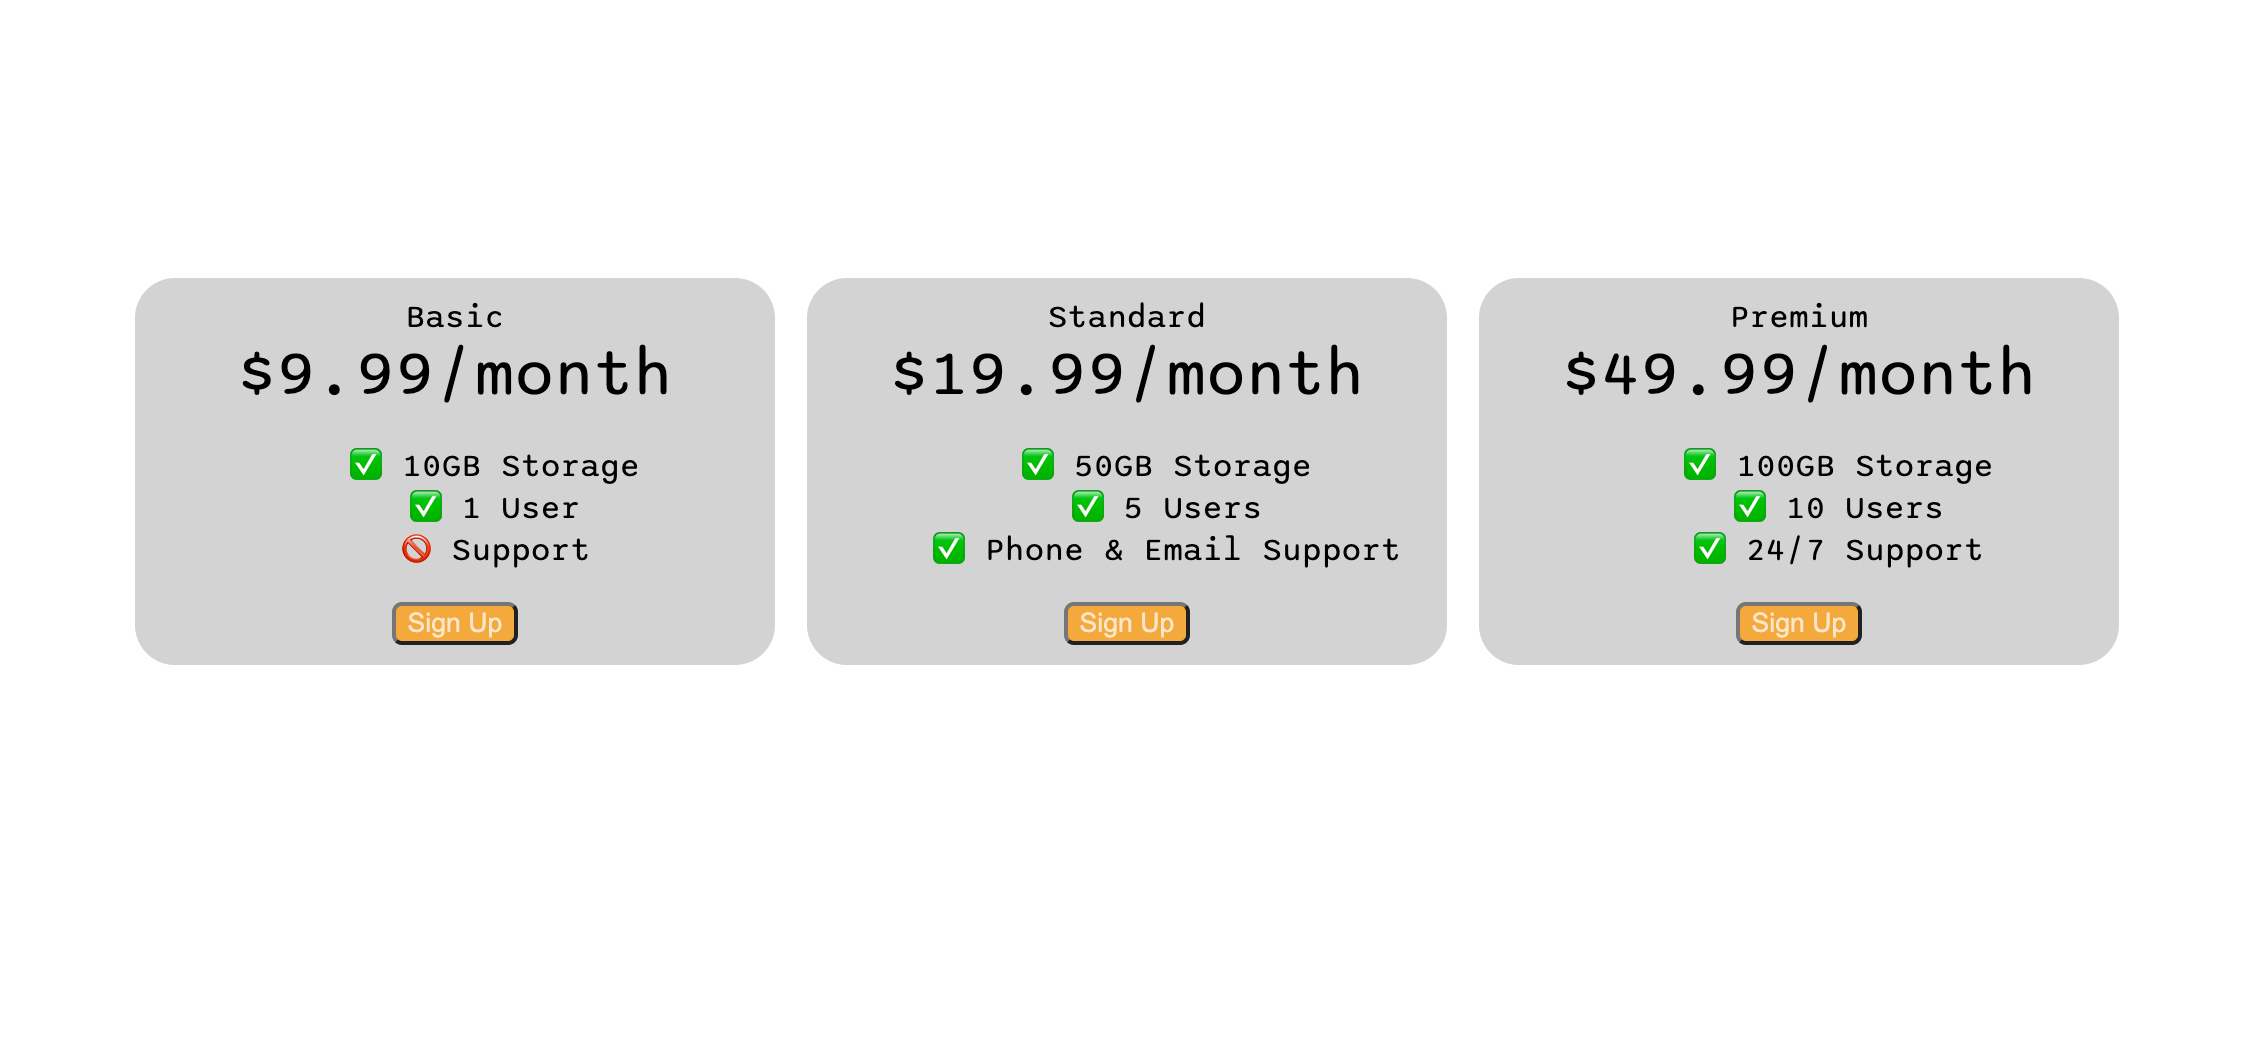 Basic
$9.99/month
✅ 10GB Storage
✅ 1 User
🚫 Support
Sign Up
Standard
$19.99/month
✅ 50GB Storage
✅ 5 Users
✅ Phone & Email Support
Sign Up
Premium
$49.99/month
✅ 100GB Storage
✅ 10 Users
✅ 24/7 Support
Sign Up